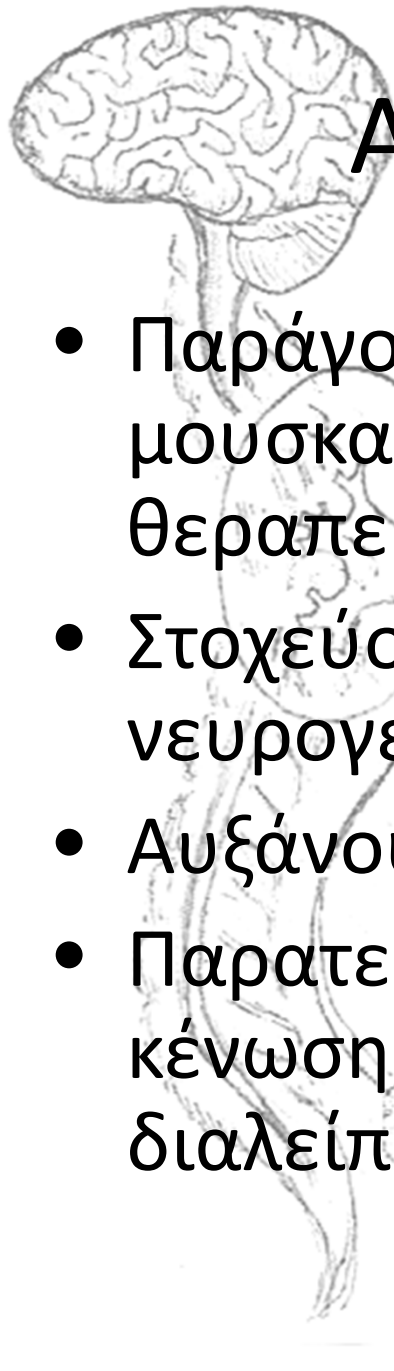 Α
• Παράγο
μουσκα
θεραπε
• Στοχεύο
νευρογε
• Αυξάνου
• Παρατε
κένωση
διαλείπ